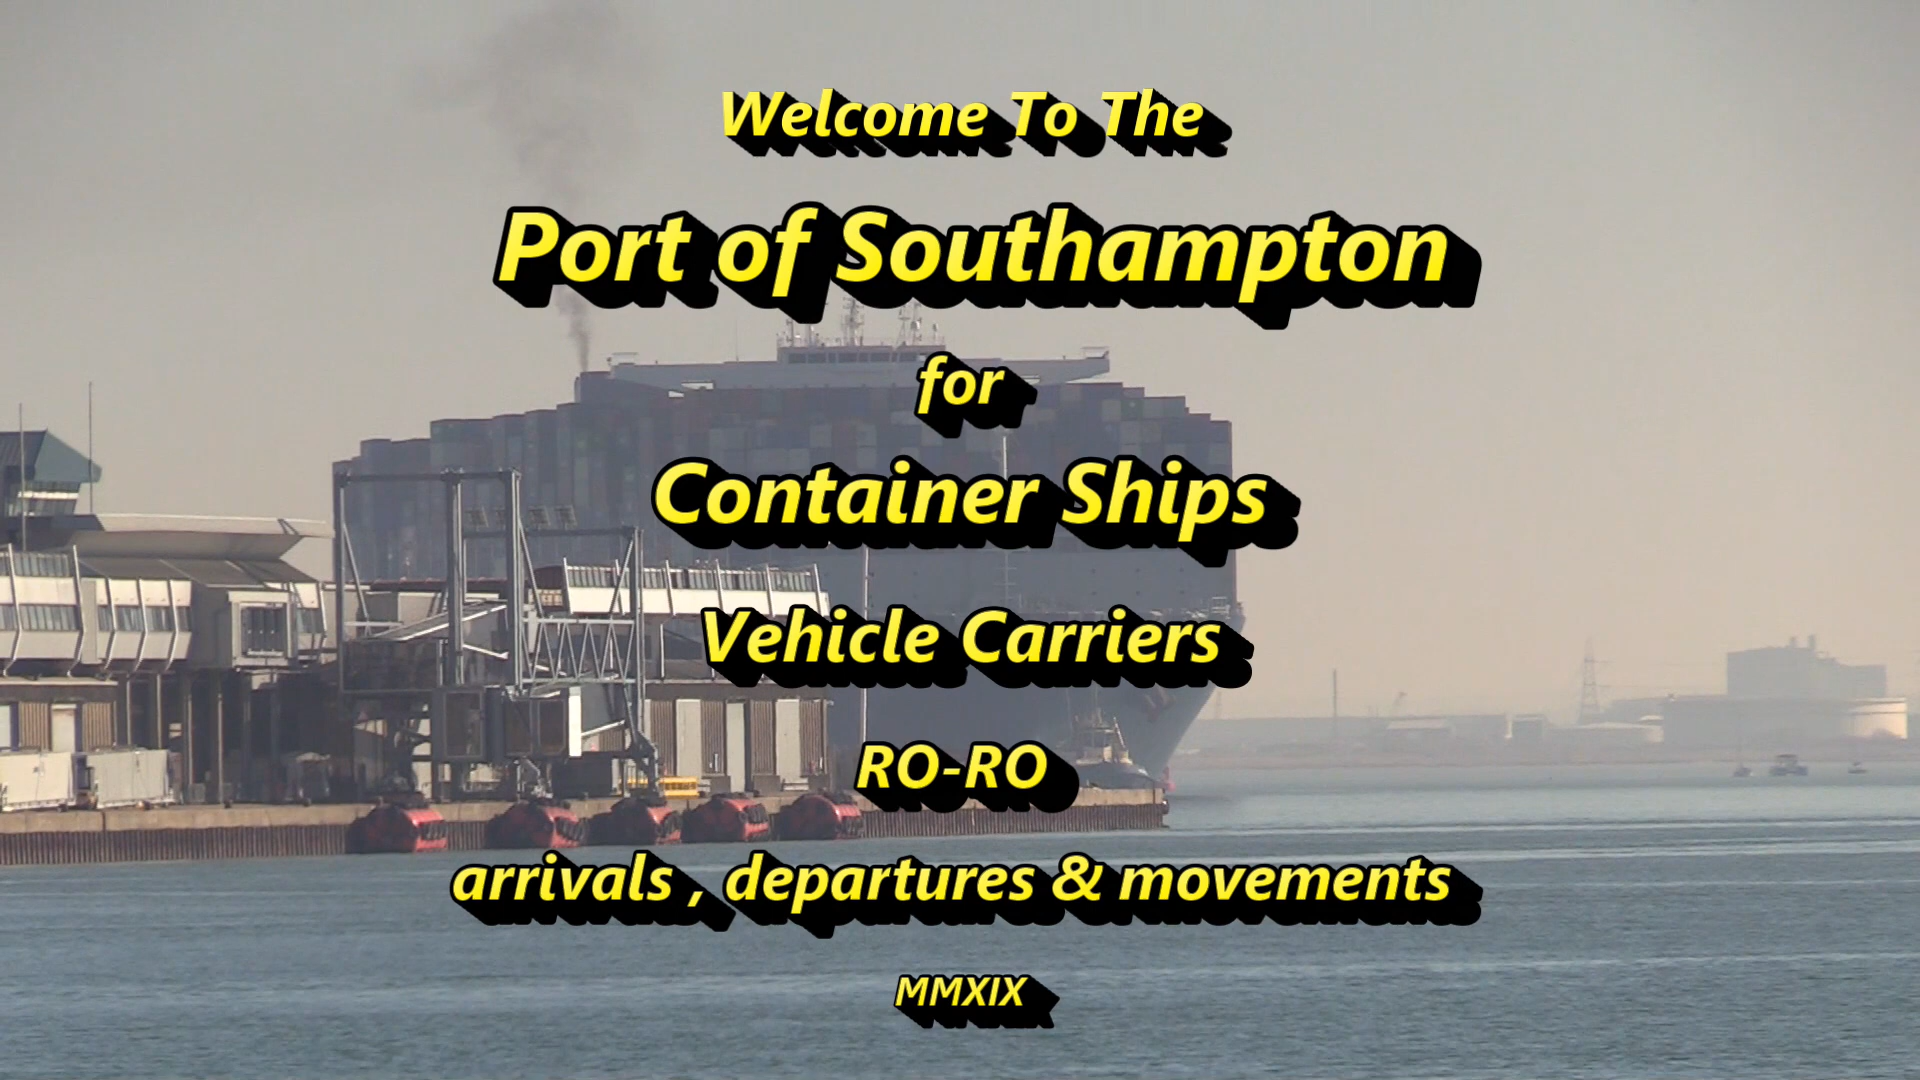 Welcome To The
Port of Southampton
for
Container Ships
Vehicle Carriers
RO-RO
arrivals , departures & movements
MMXIX